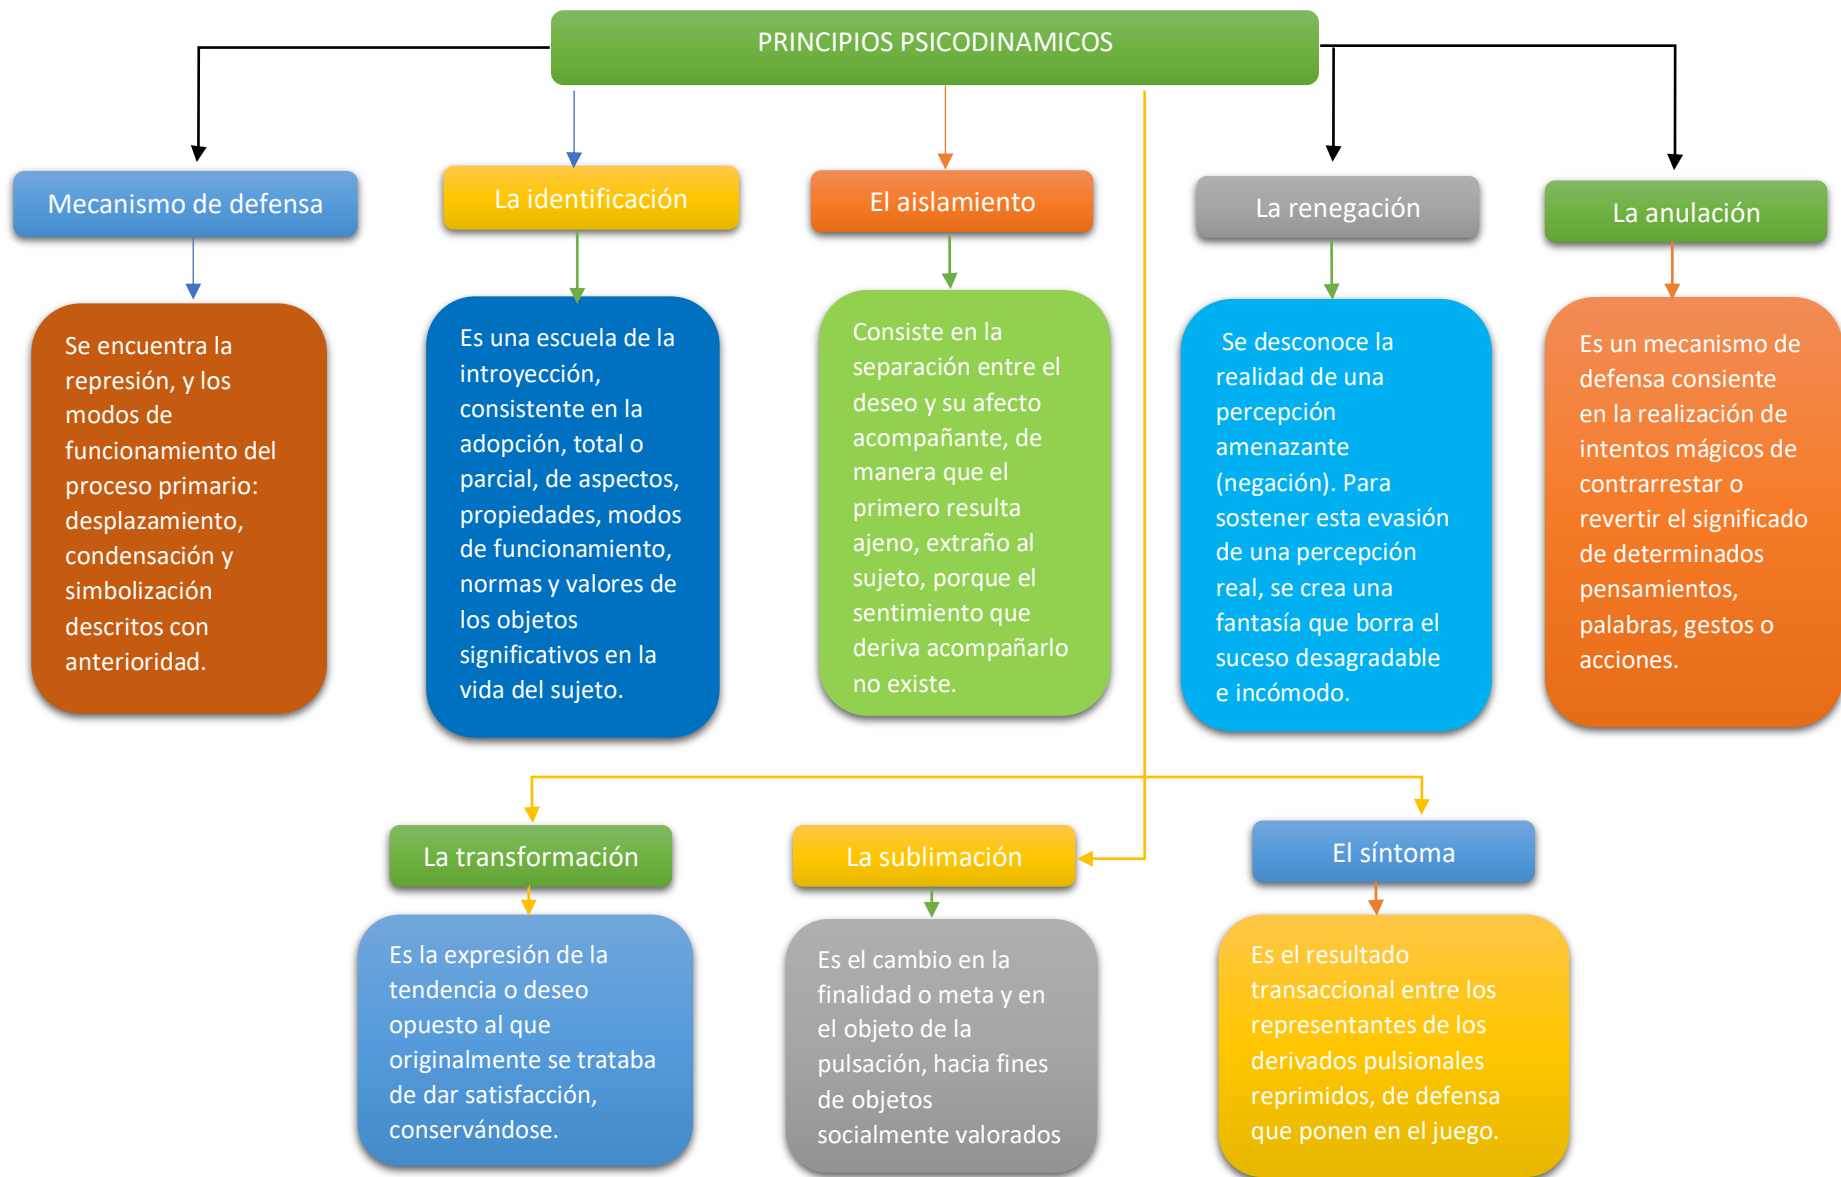 PRINCIPIOS PSICODINAMICOS
Mecanismo de defensa
Se encuentra la
represión, y los
modos de
funcionamiento del
proceso primario:
desplazamiento,
condensación y
simbolización
descritos con
anterioridad.
La identificación
Es una escuela de la
introyección,
consistente en la
adopción, total o
parcial, de aspectos,
propiedades, modos
de funcionamiento,
normas y valores de
los objetos
significativos en la
vida del sujeto.
El aislamiento
Consiste en la
separación entre el
deseo y su afecto
acompañante, de
manera que el
primero resulta
ajeno, extraño al
sujeto, porque el
sentimiento que
deriva acompañarlo
no existe.
La renegación
Se desconoce la
realidad de una
percepción
amenazante
(negación). Para
sostener esta evasión
de una percepción
real, se crea una
fantasía que borra el
suceso desagradable
e incómodo.
La anulación
Es un mecanismo de
defensa consiente
en la realización de
intentos mágicos de
contrarrestar o
revertir el significado
de determinados
pensamientos,
palabras, gestos o
acciones.
La transformación
Es la expresión de la
tendencia o deseo
opuesto al que
originalmente se trataba
de dar satisfacción,
conservándose.
La sublimación
Es el cambio en la
finalidad o meta y en
el objeto de la
pulsación, hacia fines
de objetos
socialmente valorados
El síntoma
Es el resultado
transaccional entre los
representantes de los
derivados pulsionales
reprimidos, de defensa
que ponen en el juego.